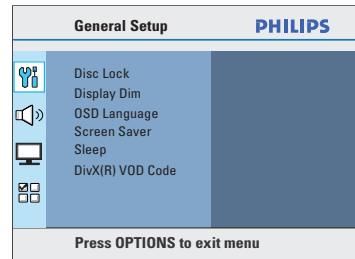 General Setup
PHILIPS
Disc Lock
Display Dim
OSD Language
Screen Saver
Sleep
DivX(R) VOD Code
Press OPTIONS to exit menu